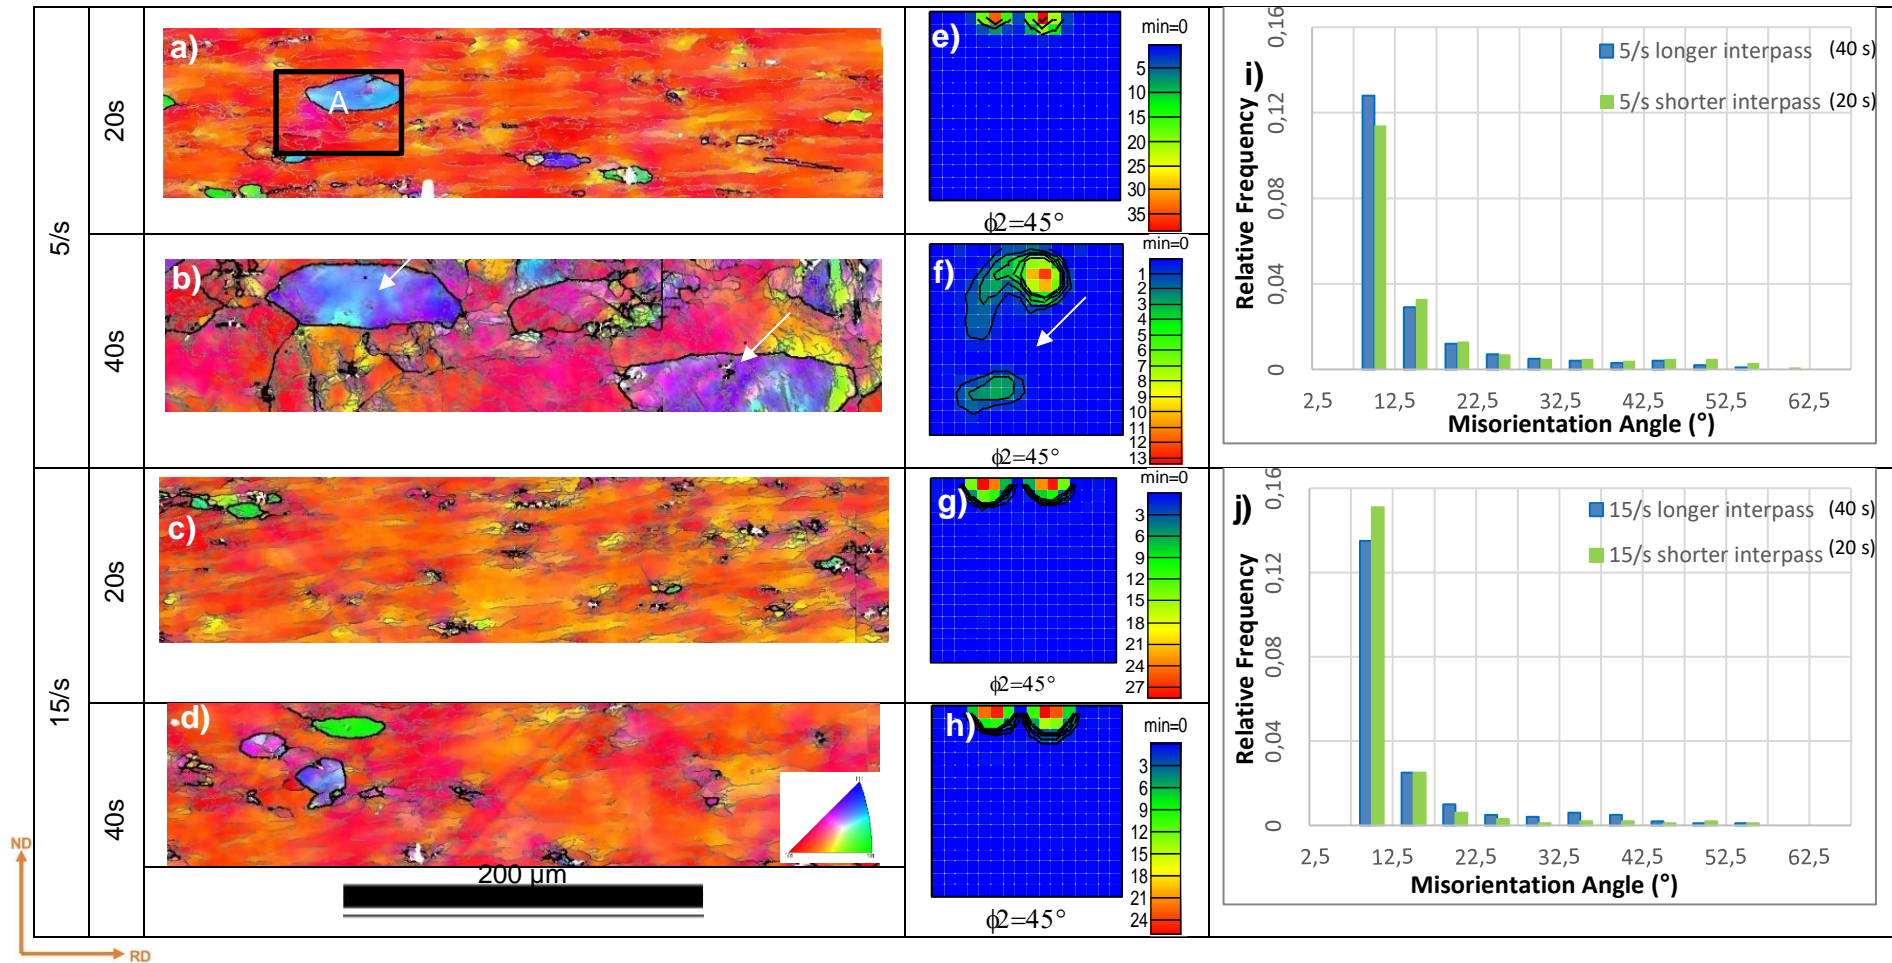 5/s
20s
a)
A
e)
min=0
5
10
15
20
25
30
35
ϕ2=45°
i)
0,16
0,12
0,08
0,04
0
Relative Frequency
5/s longer interpass (40 s)
5/s shorter interpass (20 s)
2,5 12,5 22,5 32,5 42,5 52,5 62,5
Misorientation Angle (°)
40s
b)
f)
min=0
1
2
3
4
5
6
7
8
9
10
11
12
13
ϕ2=45°
15/s
20s
c)
g)
min=0
3
6
9
12
15
18
21
24
27
ϕ2=45°
j)
0,16
0,12
0,08
0,04
0
Relative Frequency
15/s longer interpass (40 s)
15/s shorter interpass (20 s)
2,5 12,5 22,5 32,5 42,5 52,5 62,5
Misorientation Angle (°)
40s
d)
h)
min=0
3
6
9
12
15
18
21
24
ϕ2=45°
200 µm
ND
RD